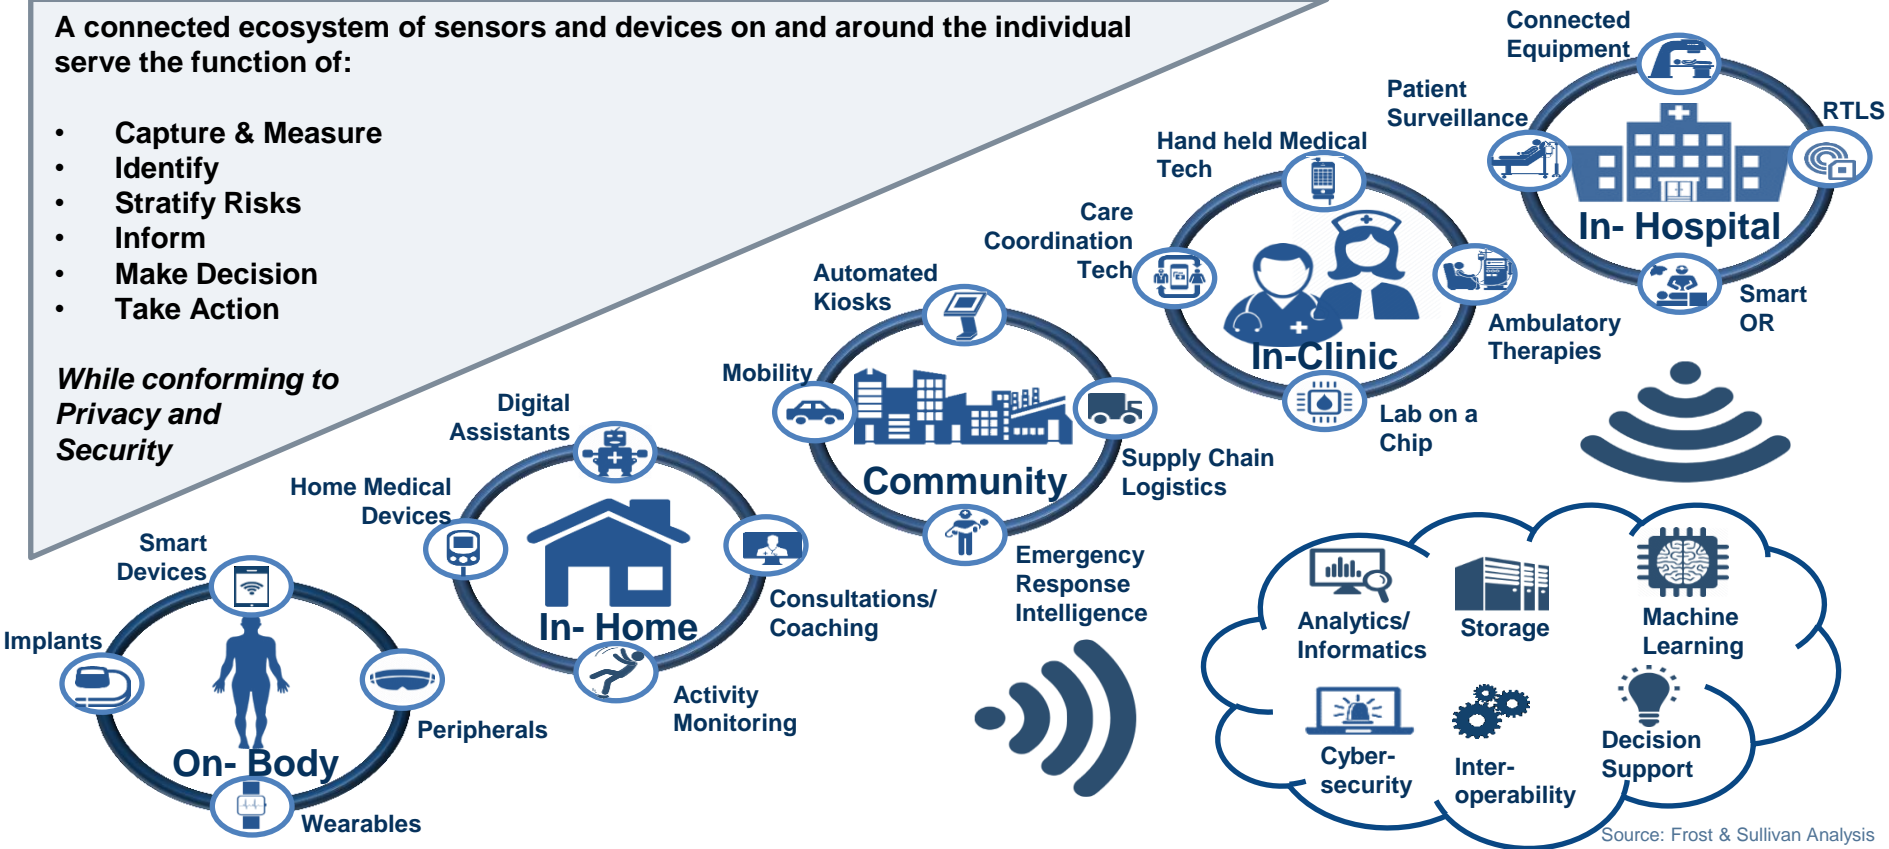 A connected ecosystem of sensors and devices on and around the individual
serve the function of:
• Capture & Measure
• Identify
• Stratify Risks
• Inform
• Make Decision
• Take Action
While conforming to
Privacy and
Security
Connected
Equipment
Patient
Surveillance
RTLS
In- Hospital
Smart
OR
Hand held Medical
Tech
Care
Coordination
Tech
In-Clinic
Ambulatory
Therapies
Lab on a
Chip
Automated
Kiosks
Mobility
Community
Supply Chain
Logistics
Emergency
Response
Intelligence
Digital
Assistants
Home Medical
Devices
In- Home
Consultations/
Coaching
Activity
Monitoring
Smart
Devices
Implants
Peripherals
On- Body
Wearables
Analytics/
Informatics
Storage
Machine
Learning
Cyber-
security
Inter-
operability
Decision
Support
Source: Frost & Sullivan Analysis